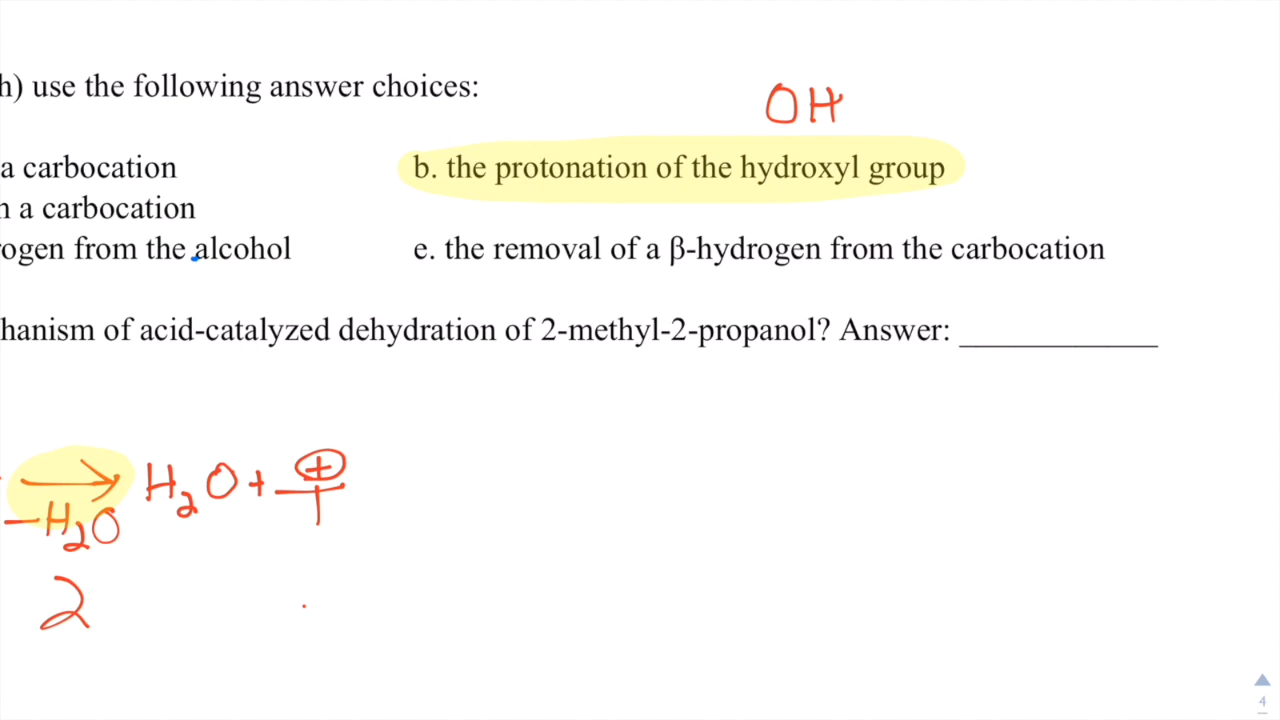 h) use the following answer choices:
OH
a carbocation
b. the protonation of the hydroxyl group
n a carbocation
rogen from the alcohol
e. the removal of a β-hydrogen from the carbocation
hanism of acid-catalyzed dehydration of 2-methyl-2-propanol? Answer: ____________
H₂O +
+
−H₂O
2
4